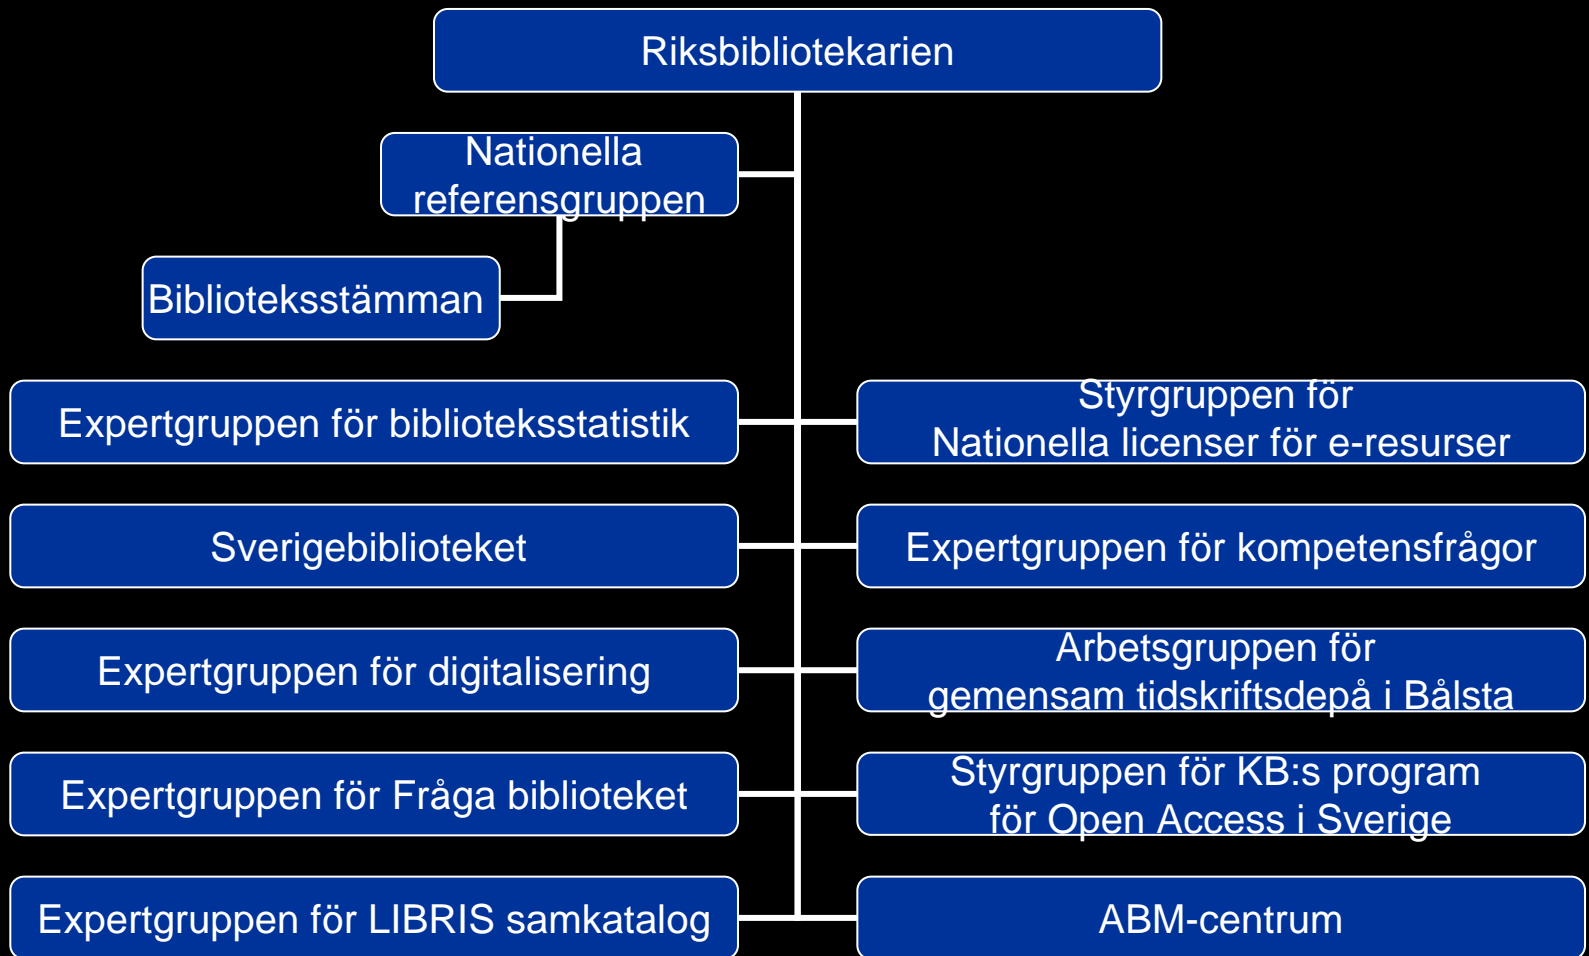 Riksbibliotekarien
Nationella
referensgruppen
Biblioteksstämman
Expertgruppen för biblioteksstatistik
Styrgruppen för
Nationella licenser för e-resurser
Sverigebiblioteket
Expertgruppen för kompetensfrågor
Expertgruppen för digitalisering
Arbetsgruppen för
gemensam tidskriftsdepå i Bålsta
Expertgruppen för Fråga biblioteket
Styrgruppen för KB:s program
för Open Access i Sverige
Expertgruppen för LIBRIS samkatalog
ABM-centrum